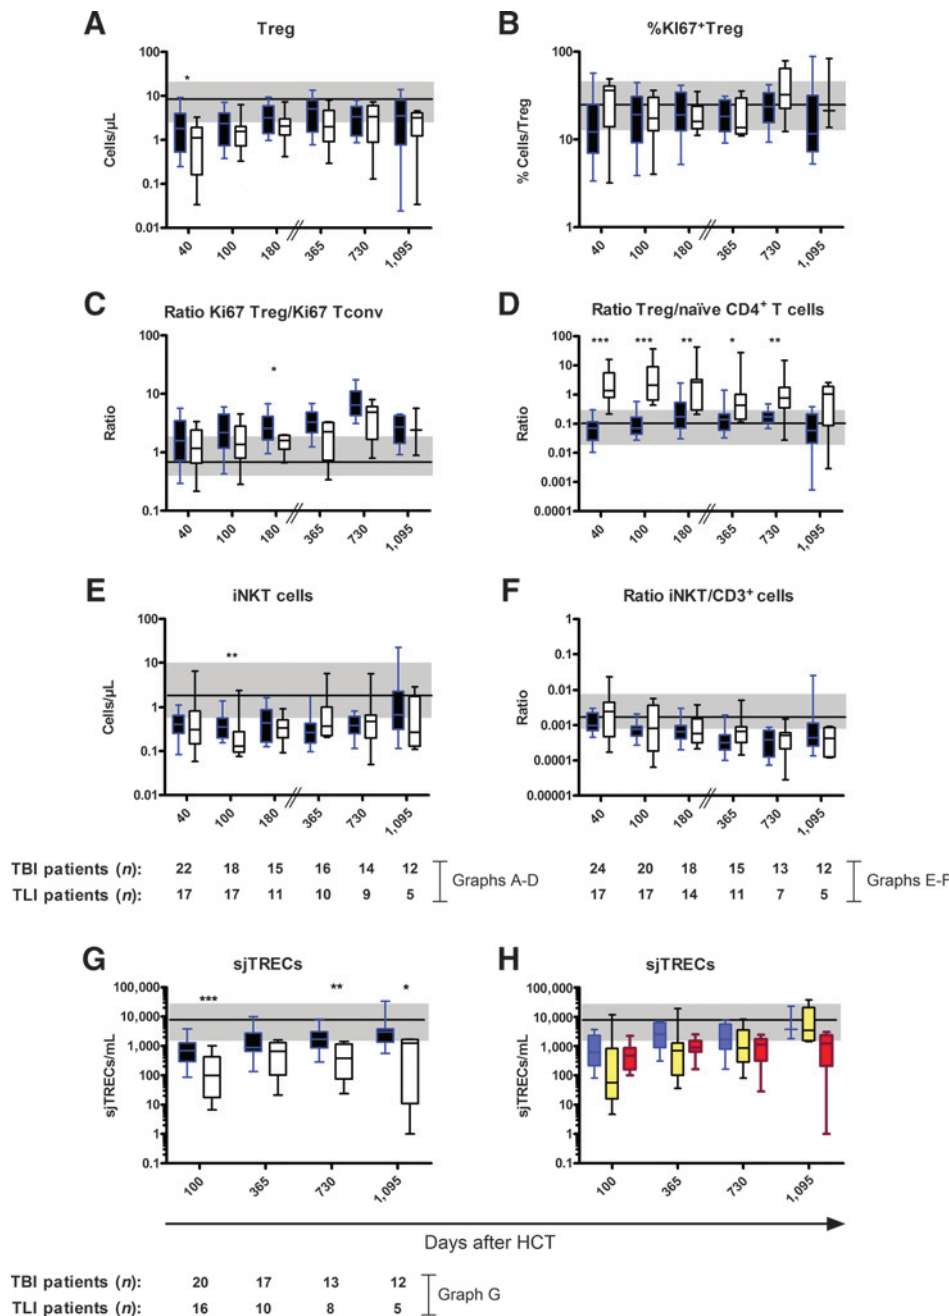 A
Treg
*
100
10
1
0.1
0.01
Cells/µL
40
100
180
365
730
1,095
B
%KI67+Treg
100
10
1
% Cells/Treg
40
100
180
365
730
1,095
C
Ratio Ki67 Treg/Ki67 Tconv
*
100
10
1
0.1
Ratio
40
100
180
365
730
1,095
D
Ratio Treg/naïve CD4+ T cells
*** *** ** * **
100
10
1
0.1
0.01
0.001
0.0001
Ratio
40
100
180
365
730
1,095
E
iNKT cells
**
100
10
1
0.1
0.01
Cells/µL
40
100
180
365
730
1,095
F
Ratio iNKT/CD3+ cells
1
0.1
0.01
0.001
0.0001
0.00001
Ratio
40
100
180
365
730
1,095
TBI patients (n): 22 18 15 16 14 12
TLI patients (n): 17 17 11 10 9 5
Graphs A-D
24 20 18 15 13 12
17 17 14 11 7 5
Graphs E-F
G
sjTRECs
*** ** *
100,000
10,000
1,000
100
10
1
0.1
sjTRECs/mL
100
365
730
1,095
H
sjTRECs
100,000
10,000
1,000
100
10
1
0.1
sjTRECs/mL
100
365
730
1,095
Days after HCT
TBI patients (n): 20 17 13 12
TLI patients (n): 16 10 8 5
Graph G